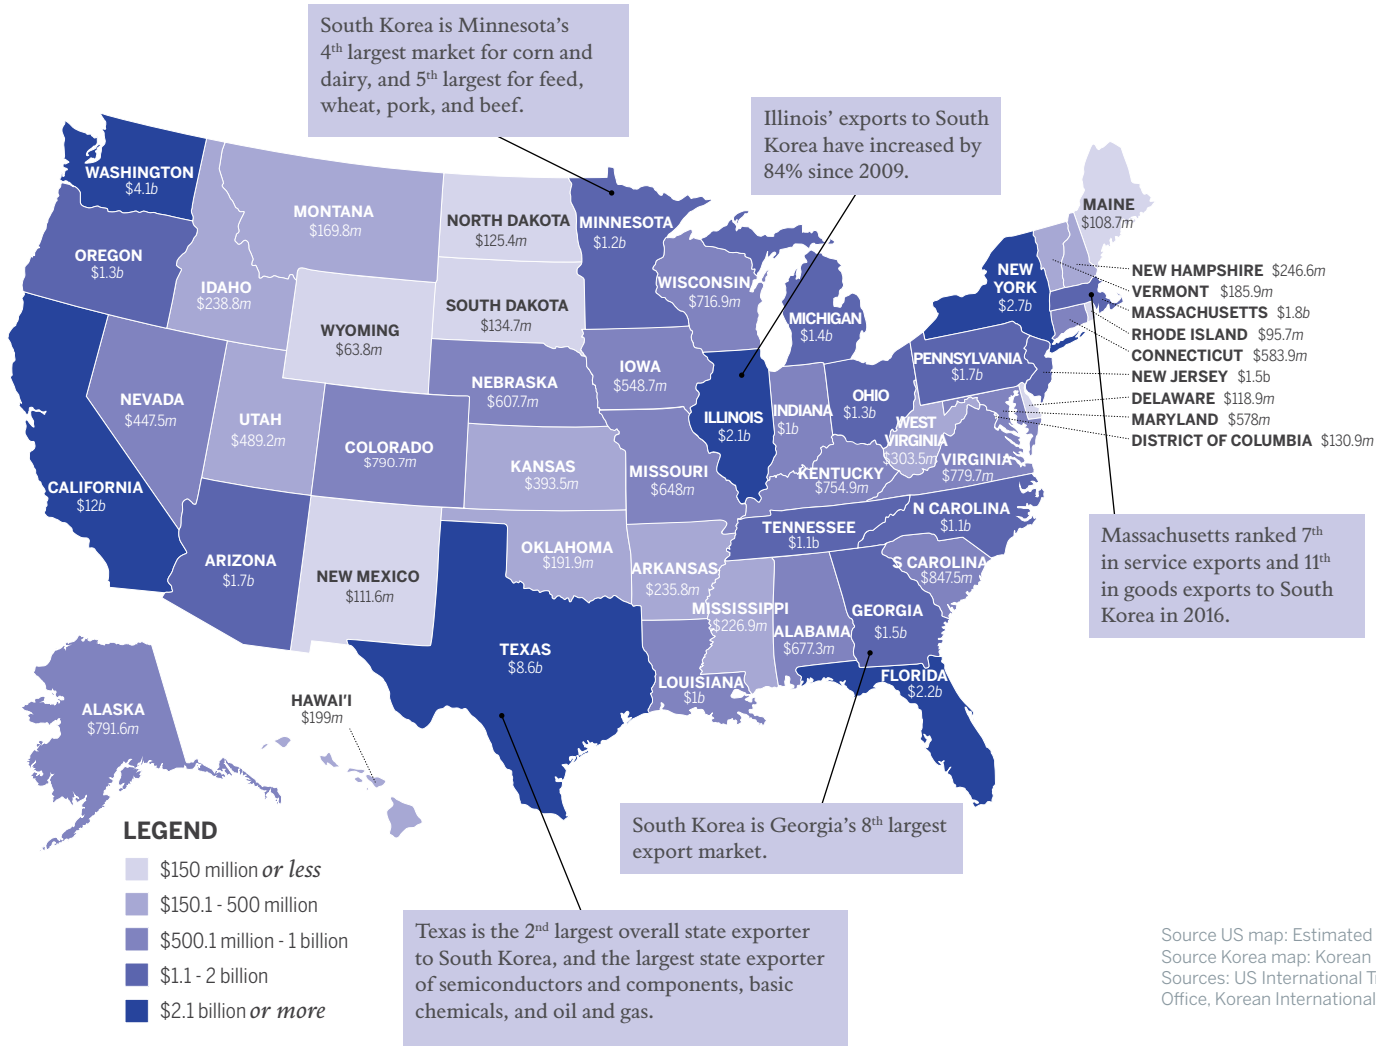 South Korea is Minnesota's
4th largest market for corn and
dairy, and 5th largest for feed,
wheat, pork, and beef.
Illinois' exports to South
Korea have increased by
84% since 2009.
WASHINGTON
$4.1b
OREGON
$1.3b
IDAHO
$238.8m
MONTANA
$169.8m
NORTH DAKOTA
$125.4m
MINNESOTA
$1.2b
SOUTH DAKOTA
$134.7m
WYOMING
$63.8m
WISCONSIN
$716.9m
MICHIGAN
$1.4b
NEW
YORK
$2.7b
MAINE
$108.7m
NEW HAMPSHIRE $246.6m
VERMONT $185.9m
MASSACHUSETTS $1.8b
RHODE ISLAND $95.7m
CONNECTICUT $583.9m
NEW JERSEY $1.5b
DELAWARE $118.9m
MARYLAND $578m
DISTRICT OF COLUMBIA $130.9m
PENNSYLVANIA
$1.7b
NEVADA
$447.5m
UTAH
$489.2m
COLORADO
$790.7m
NEBRASKA
$607.7m
IOWA
$548.7m
ILLINOIS
$2.1b
INDIANA
$1b
OHIO
$1.3b
WEST
VIRGINIA
$303.5m
VIRGINIA
$779.7m
KENTUCKY
$754.9m
MISSOURI
$648m
KANSAS
$393.5m
CALIFORNIA
$12b
ARIZONA
$1.7b
NEW MEXICO
$111.6m
OKLAHOMA
$191.9m
ARKANSAS
$235.8m
TENNESSEE
$1.1b
N CAROLINA
$1.1b
S CAROLINA
$847.5m
MISSISSIPPI
$226.9m
ALABAMA
$677.3m
GEORGIA
$1.5b
FLORIDA
$2.2b
LOUISIANA
$1b
TEXAS
$8.6b
ALASKA
$791.6m
HAWAI'I
$199m
Massachusetts ranked 7th
in service exports and 11th
in goods exports to South
Korea in 2016.
South Korea is Georgia's 8th largest
export market.
Texas is the 2nd largest overall state exporter
to South Korea, and the largest state exporter
of semiconductors and components, basic
chemicals, and oil and gas.
LEGEND
$150 million or less
$150.1 - 500 million
$500.1 million - 1 billion
$1.1 - 2 billion
$2.1 billion or more
Source US map: Estimated
Source Korea map: Korean
Sources: US International T
Office, Korean International